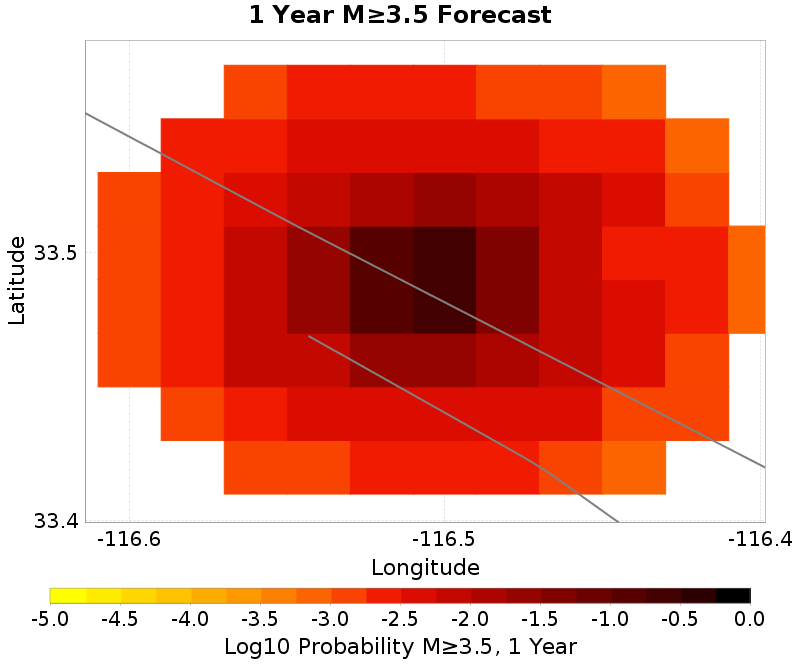 1 Year M≥3.5 Forecast
Latitude
33.5
33.4
-116.6 -116.5 -116.4
Longitude
-5.0 -4.5 -4.0 -3.5 -3.0 -2.5 -2.0 -1.5 -1.0 -0.5 0.0
Log10 Probability M≥3.5, 1 Year